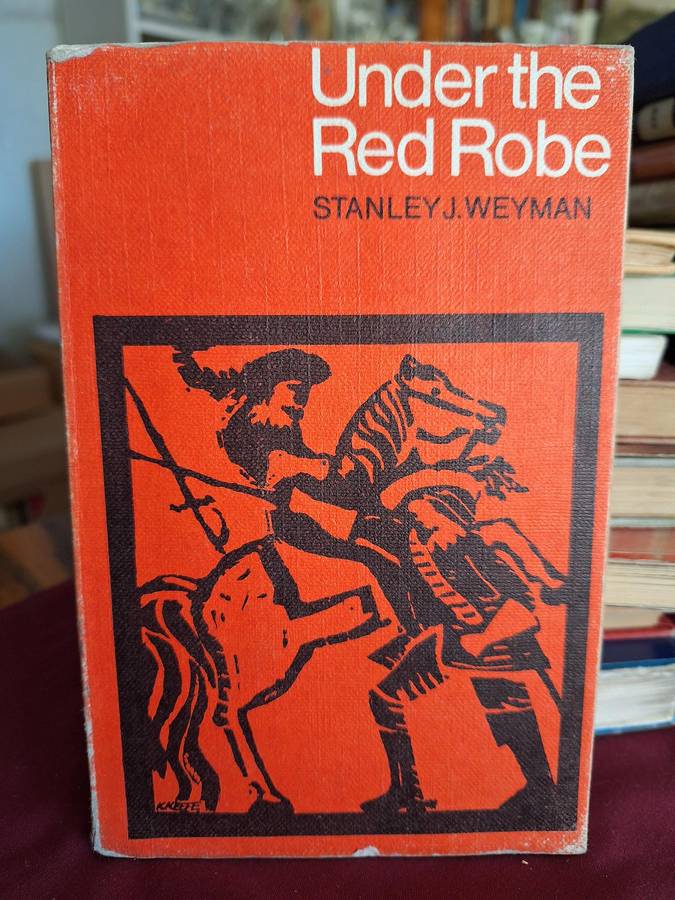 Under the
Red Robe
STANLEY J. WEYMAN